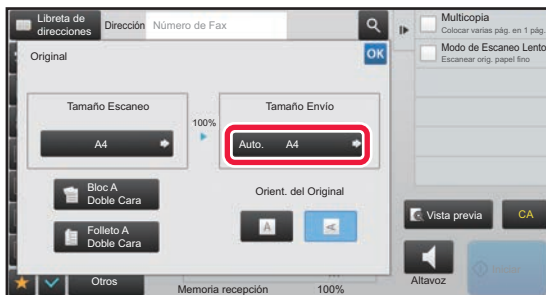 Libreta de
direcciones
Dirección
Número de Fax
Multicopia
Colocar varias pág. en 1 pág.
Modo de Escaneo Lento
Escanear orig. papel fino
Original
OK
Tamaño Escaneo
100%
Tamaño Envío
A4
Auto. A4
Bloc A
Doble Cara
Orient. del Original
A
A
Folleto A
Doble Cara
Vista previa
CA
Otros
Memoria recepción 100%
Altavoz